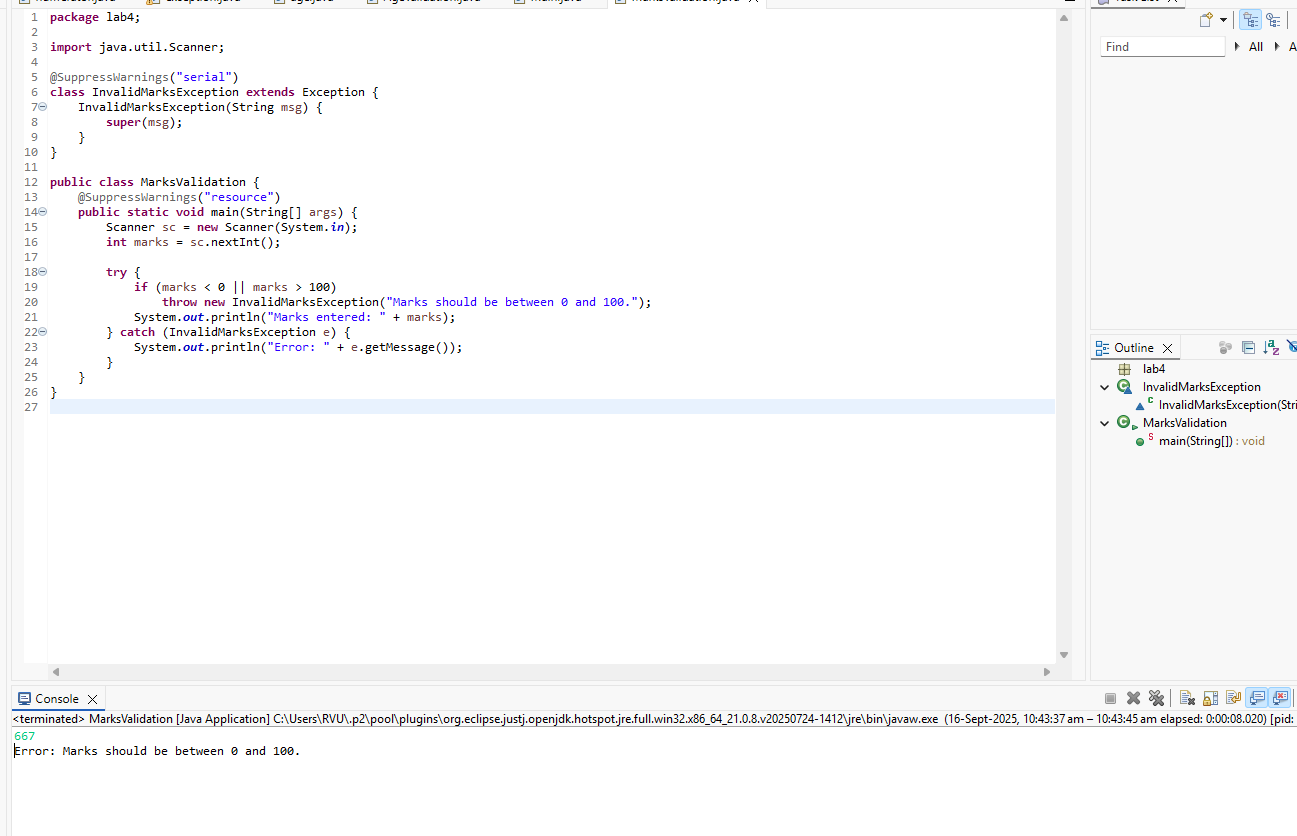 package lab4;
import java.util.Scanner;
@SuppressWarnings("serial")
class InvalidMarksException extends Exception {
InvalidMarksException(String msg) {
super(msg);
}
}
public class MarksValidation {
@SuppressWarnings("resource")
public static void main(String[] args) {
Scanner sc = new Scanner(System.in);
int marks = sc.nextInt();
try {
if (marks < 0 || marks > 100)
throw new InvalidMarksException("Marks should be between 0 and 100.");
System.out.println("Marks entered: " + marks);
} catch (InvalidMarksException e) {
System.out.println("Error: " + e.getMessage());
}
}
}
1
2
3
4
5
6
7
8
9
10
11
12
13
14
15
16
17
18
19
20
21
22
23
24
25
26
27
Find
All
A
Outline
lab4
InvalidMarksException
InvalidMarksException(Stri
MarksValidation
main(String[]) : void
Console
<terminated> MarksValidation [Java Application] C:\Users\RVU\.p2\pool\plugins\org.eclipse.justj.openjdk.hotspot.jre.full.win32.x86_64_21.0.8.v20250724-1412\jre\bin\javaw.exe (16-Sept-2025, 10:43:37 am – 10:43:45 am elapsed: 0:00:08.020) [pid:
667
Error: Marks should be between 0 and 100.